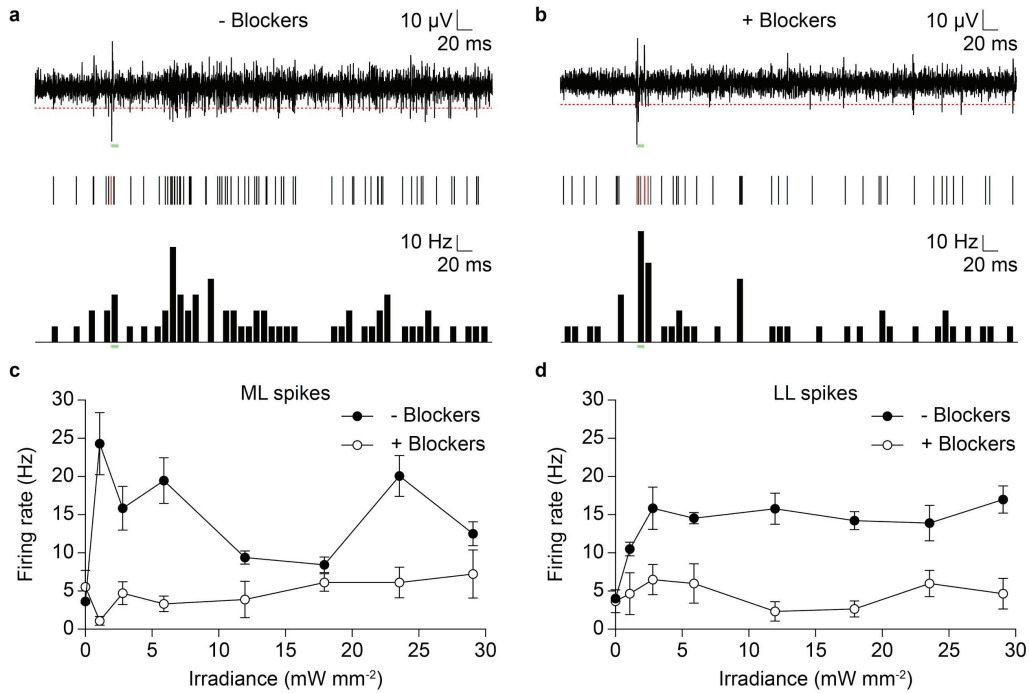 a
- Blockers
10 µV
20 ms
b
+ Blockers
10 µV
20 ms
10 Hz
20 ms
10 Hz
20 ms
c
ML spikes
- Blockers
+ Blockers
Firing rate (Hz)
30
25
20
15
10
5
0
0 5 10 15 20 25 30
Irradiance (mW mm-2)
d
LL spikes
- Blockers
+ Blockers
Firing rate (Hz)
30
25
20
15
10
5
0
0 5 10 15 20 25 30
Irradiance (mW mm-2)